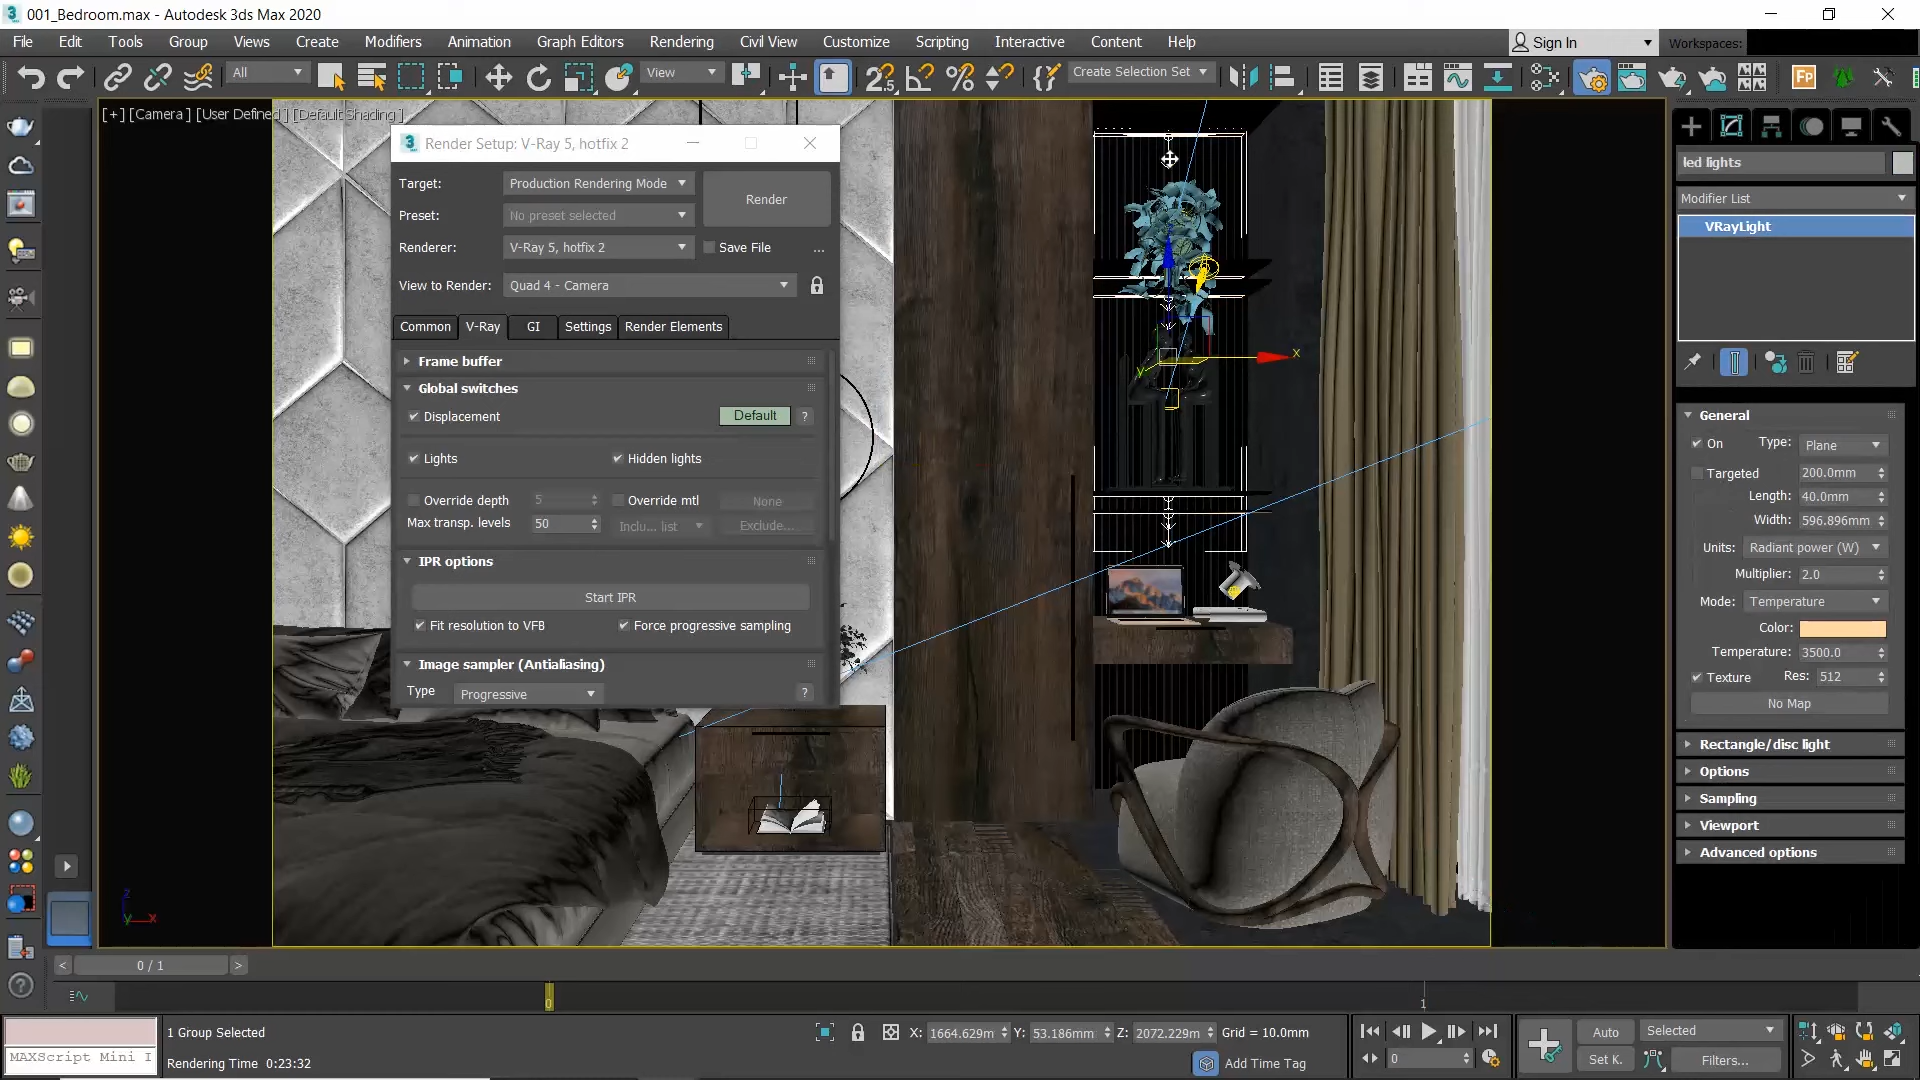 001_Bedroom.max - Autodesk 3ds Max 2020
File Edit Tools Group Views Create Modifiers Animation Graph Editors Rendering Civil View Customize Scripting Interactive Content Help
Sign In Workspaces:
All View Create Selection Set
[+] [Camera ] [User Defined ] [Default Shading ]
Render Setup: V-Ray 5, hotfix 2
Target: Production Rendering Mode Render
Preset: No preset selected
Renderer: V-Ray 5, hotfix 2 Save File ...
View to Render: Quad 4 - Camera
Common V-Ray GI Settings Render Elements
Frame buffer
Global switches
Displacement Default ?
Lights Hidden lights
Override depth 5 Override mtl None
Max transp. levels 50 Inclu... list Exclude...
IPR options
Start IPR
Fit resolution to VFB Force progressive sampling
Image sampler (Antialiasing)
Type Progressive ?
x
y
z
y x
led lights
Modifier List
VRayLight
General
On Type: Plane
Targeted 200.0mm
Length: 40.0mm
Width: 596.896mm
Units: Radiant power (W)
Multiplier: 2.0
Mode: Temperature
Color:
Temperature: 3500.0
Texture Res: 512
No Map
Rectangle/disc light
Options
Sampling
Viewport
Advanced options
< 0 / 1 >
0 1
1 Group Selected
X: 1664.629m Y: 53.186mm Z: 2072.229m Grid = 10.0mm
Auto Selected
MAXScript Mini I
Rendering Time 0:23:32
Add Time Tag
0
Set K. Filters...